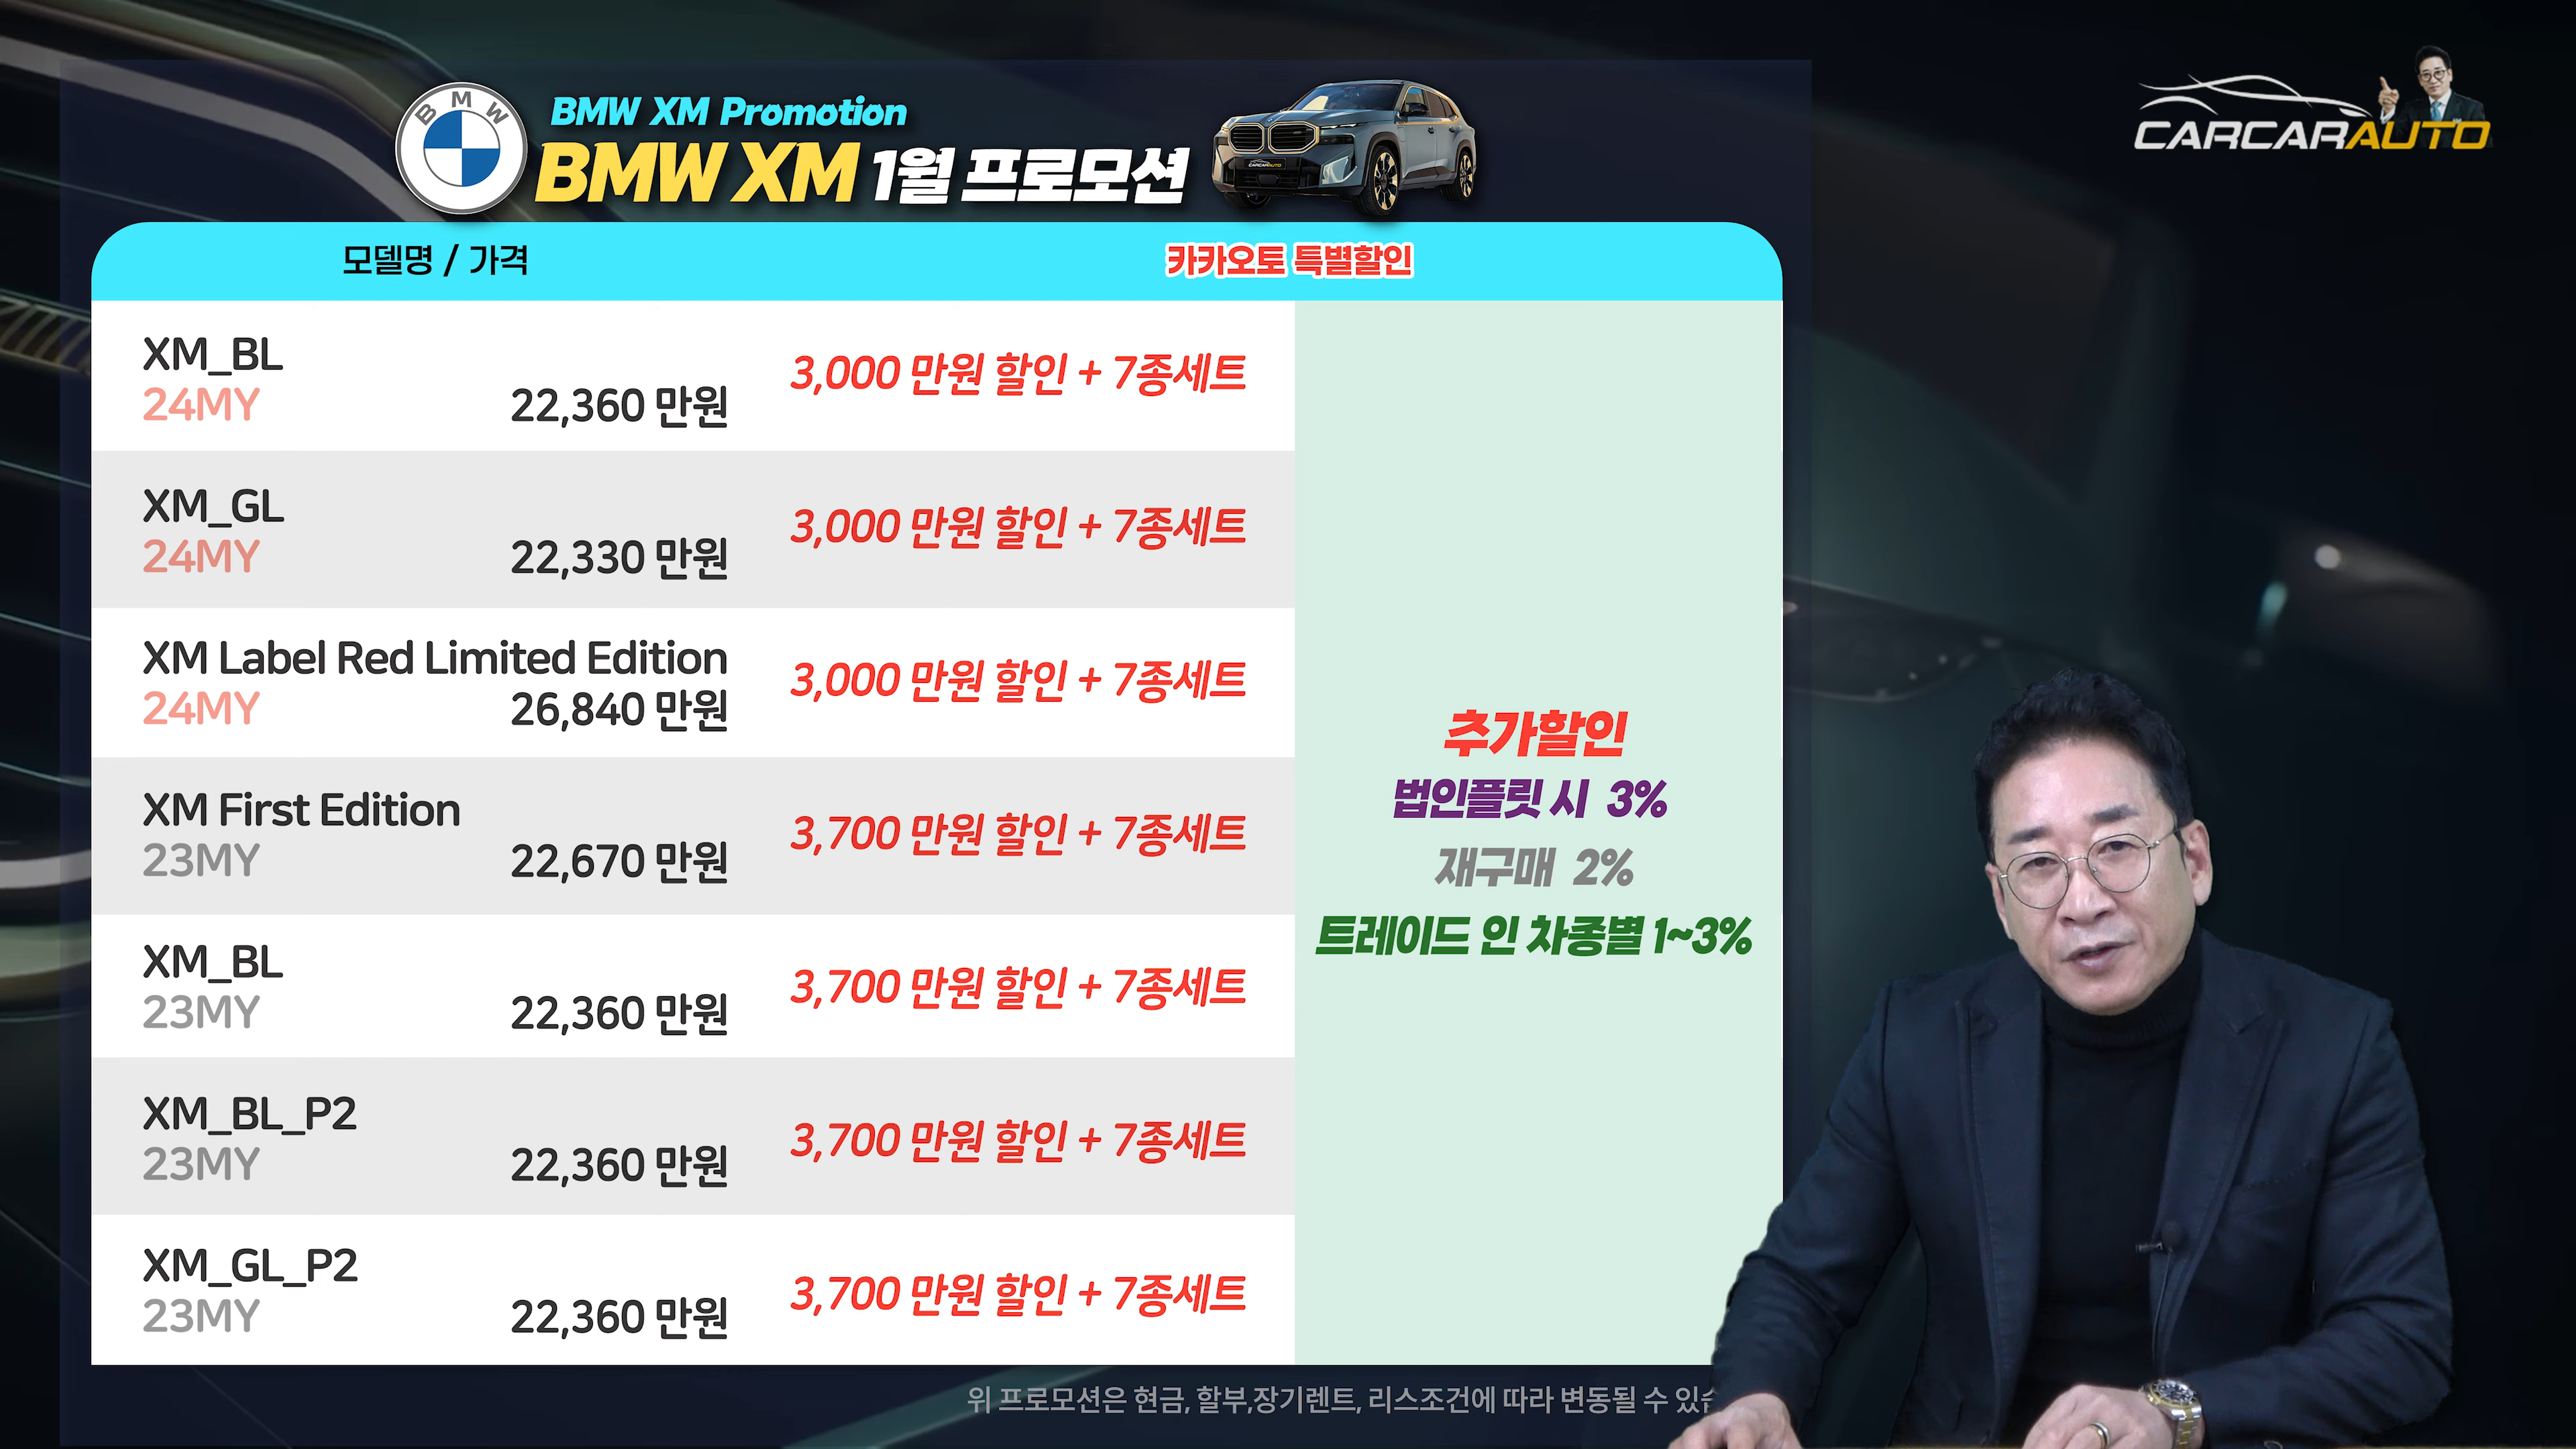 BMW
BMW XM Promotion
BMW XM 1월 프로모션
CARCARAUTO
CARCARAUTO
모델명 / 가격
카카오토 특별할인
XM_BL
24MY
22,360 만원
3,000 만원 할인 + 7종세트
XM_GL
24MY
22,330 만원
3,000 만원 할인 + 7종세트
XM Label Red Limited Edition
24MY
26,840 만원
3,000 만원 할인 + 7종세트
XM First Edition
23MY
22,670 만원
3,700 만원 할인 + 7종세트
XM_BL
23MY
22,360 만원
3,700 만원 할인 + 7종세트
XM_BL_P2
23MY
22,360 만원
3,700 만원 할인 + 7종세트
XM_GL_P2
23MY
22,360 만원
3,700 만원 할인 + 7종세트
추가할인
법인플릿 시 3%
재구매 2%
트레이드 인 차종별 1~3%
위 프로모션은 현금, 할부,장기렌트, 리스조건에 따라 변동될 수